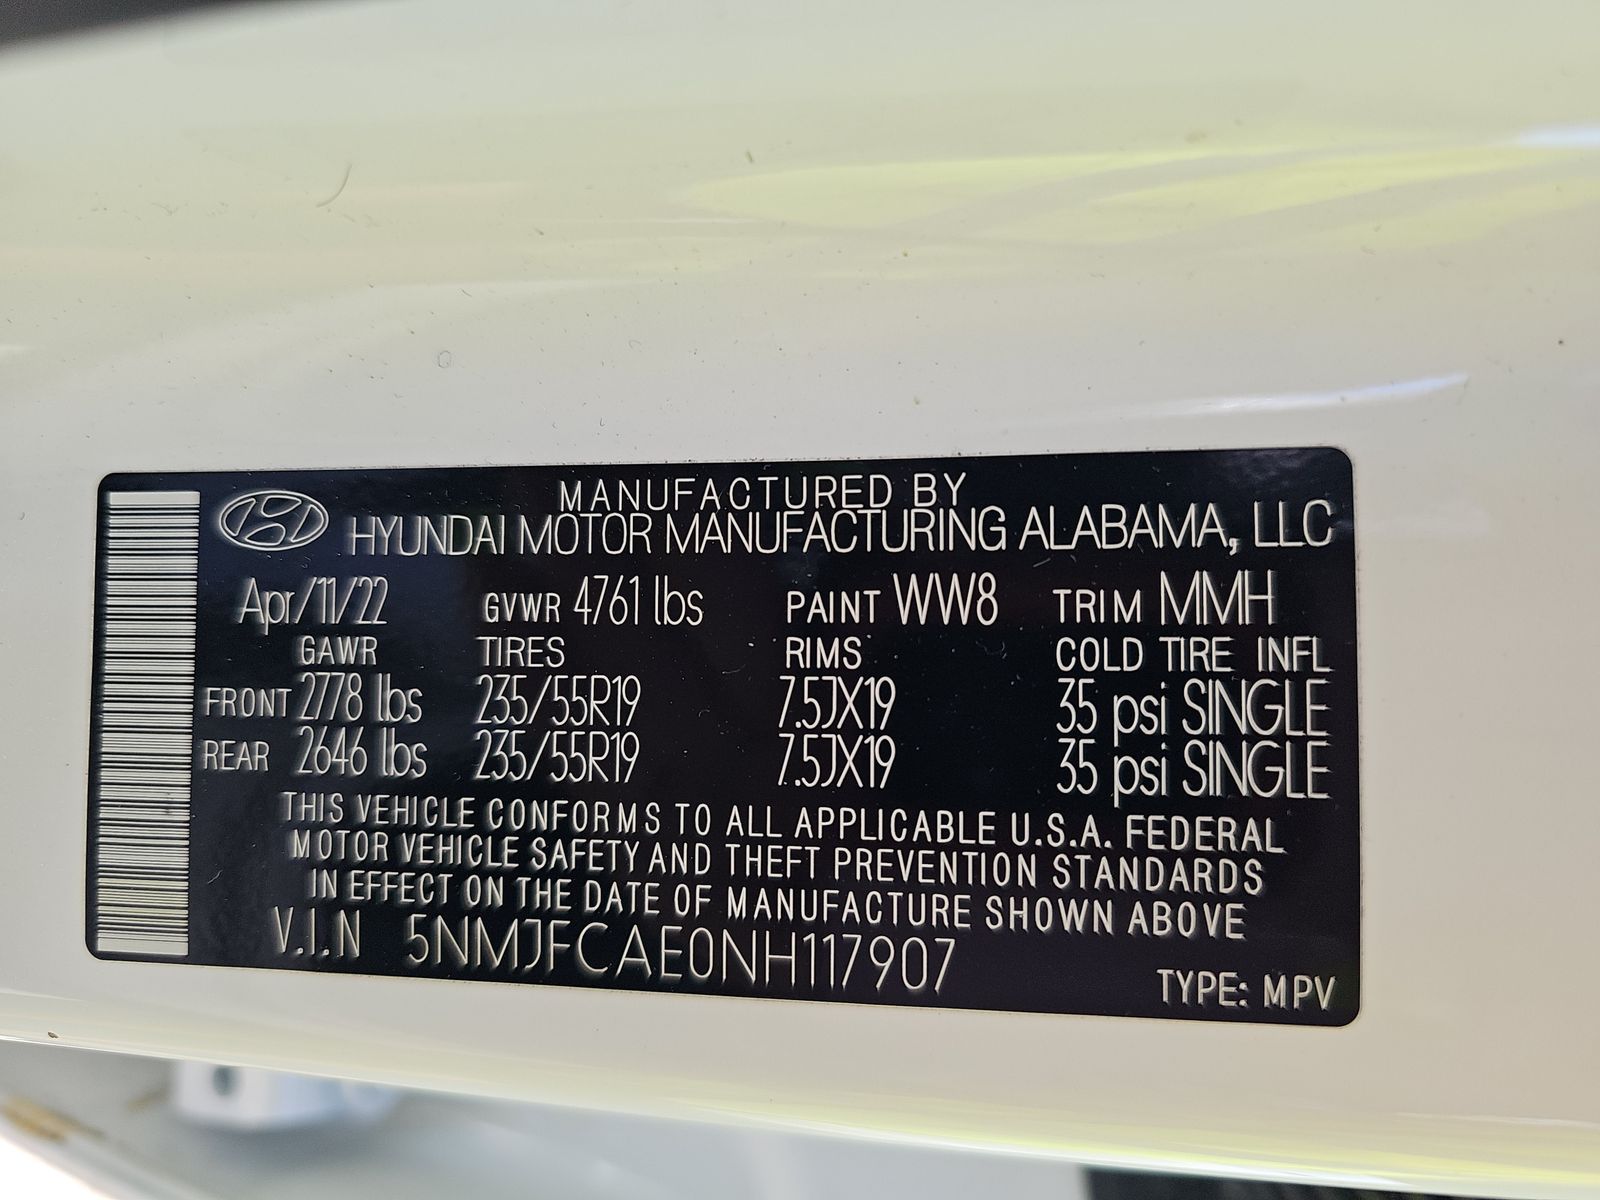 MANUFACTURED BY
HYUNDAI MOTOR MANUFACTURING ALABAMA, LLC
Apr/11/22 GVWR 4761 lbs PAINT WW8 TRIM MMH
GAWR TIRES RIMS COLD TIRE INFL
FRONT 2778 lbs 235/55R19 7.5JX19 35 psi SINGLE
REAR 2646 lbs 235/55R19 7.5JX19 35 psi SINGLE
THIS VEHICLE CONFORMS TO ALL APPLICABLE U.S.A. FEDERAL
MOTOR VEHICLE SAFETY AND THEFT PREVENTION STANDARDS
IN EFFECT ON THE DATE OF MANUFACTURE SHOWN ABOVE
V.I.N 5NMJFCAE0NH117907
TYPE: MPV